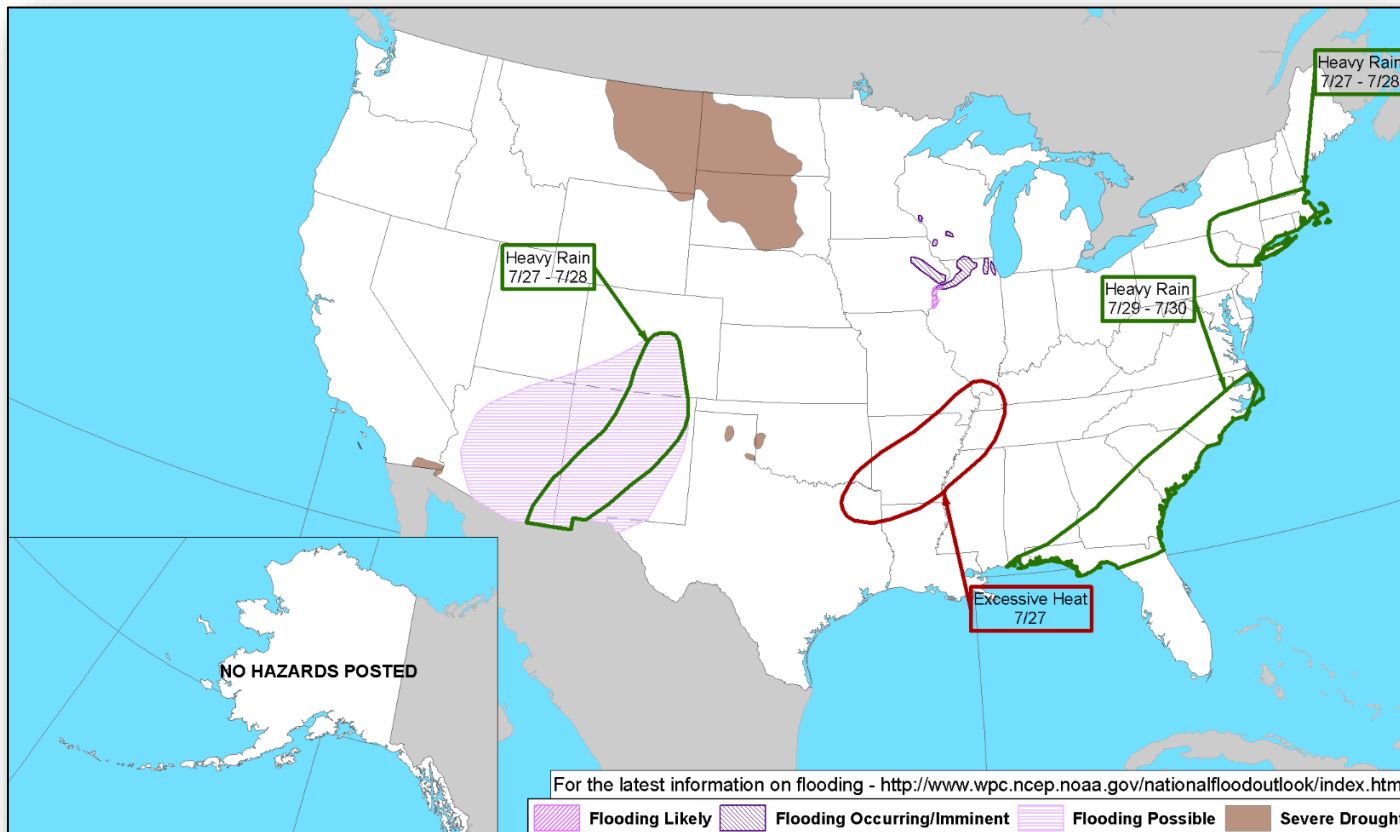 Heavy Rain
7/27 - 7/28
Heavy Rain
7/27 - 7/28
Heavy Rain
7/29 - 7/30
Excessive Heat
7/27
NO HAZARDS POSTED
For the latest information on flooding - http://www.wpc.ncep.noaa.gov/nationalfloodoutlook/index.htm
Flooding Likely Flooding Occurring/Imminent Flooding Possible Severe Drough